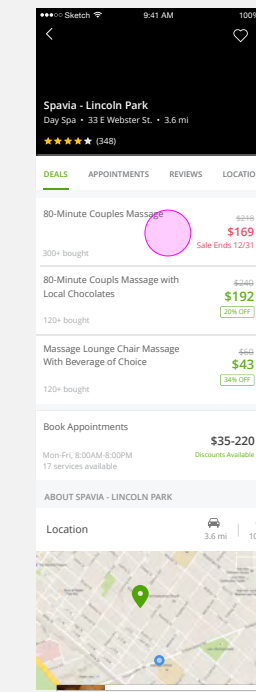 Sketch 9:41 AM 100%
Spavia - Lincoln Park
Day Spa • 33 E Webster St. • 3.6 mi
(348)
DEALS APPOINTMENTS REVIEWS LOCATIO
80-Minute Couples Massage
$218
$169
Sale Ends 12/31
300+ bought
80-Minute Coupls Massage with
Local Chocolates
$240
$192
20% OFF
120+ bought
Massage Lounge Chair Massage
With Beverage of Choice
$60
$43
34% OFF
120+ bought
Book Appointments
$35-220
Mon-Fri, 8:00AM-8:00PM
Discounts Available
17 services available
ABOUT SPAVIA - LINCOLN PARK
Location
3.6 mi